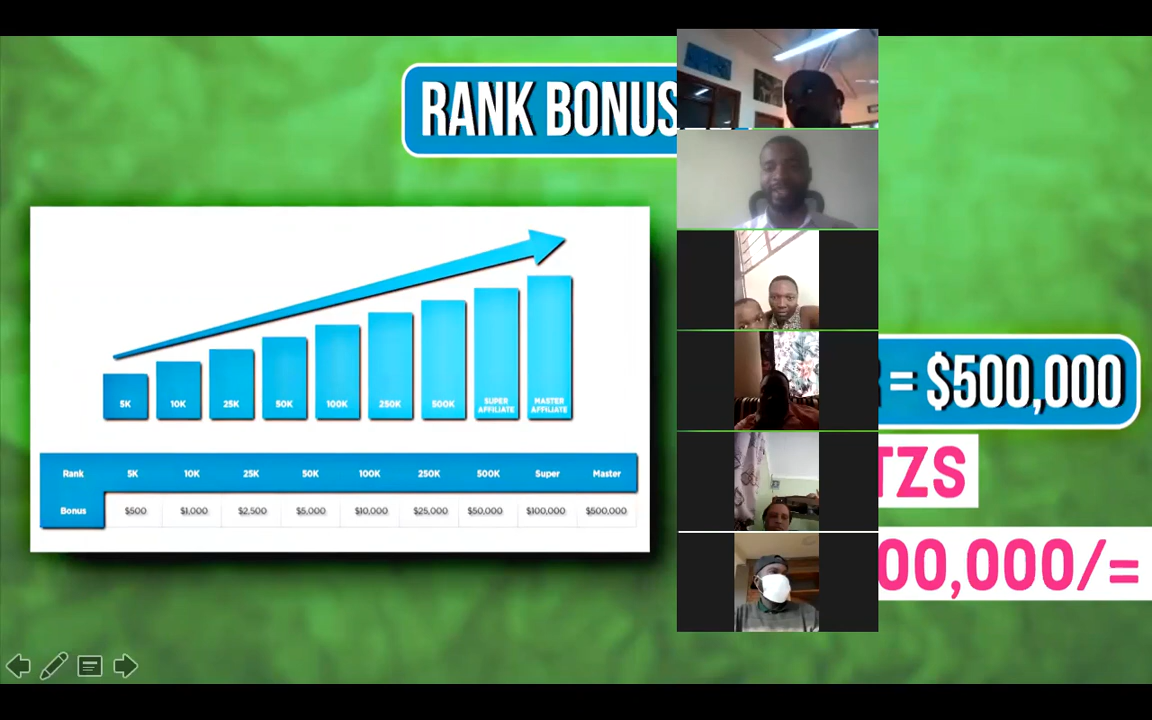 RANK BONUS
5K 10K 25K 50K 100K 250K 500K SUPER AFFILIATE MASTER AFFILIATE
Rank 5K 10K 25K 50K 100K 250K 500K Super Master
Bonus $500 $1,000 $2,500 $5,000 $10,000 $25,000 $50,000 $100,000 $500,000
= $500,000
TZS
00,000/=